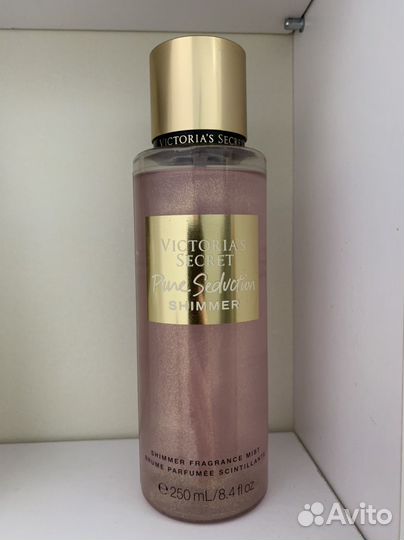 VICTORIA'S SECRET
VICTORIA'S
SECRET
Pure Seduction
SHIMMER
SHIMMER FRAGRANCE MIST
BRUME PARFUMÉE SCINTILLANTE
℮ 250 mL/8.4 fl oz
Avito